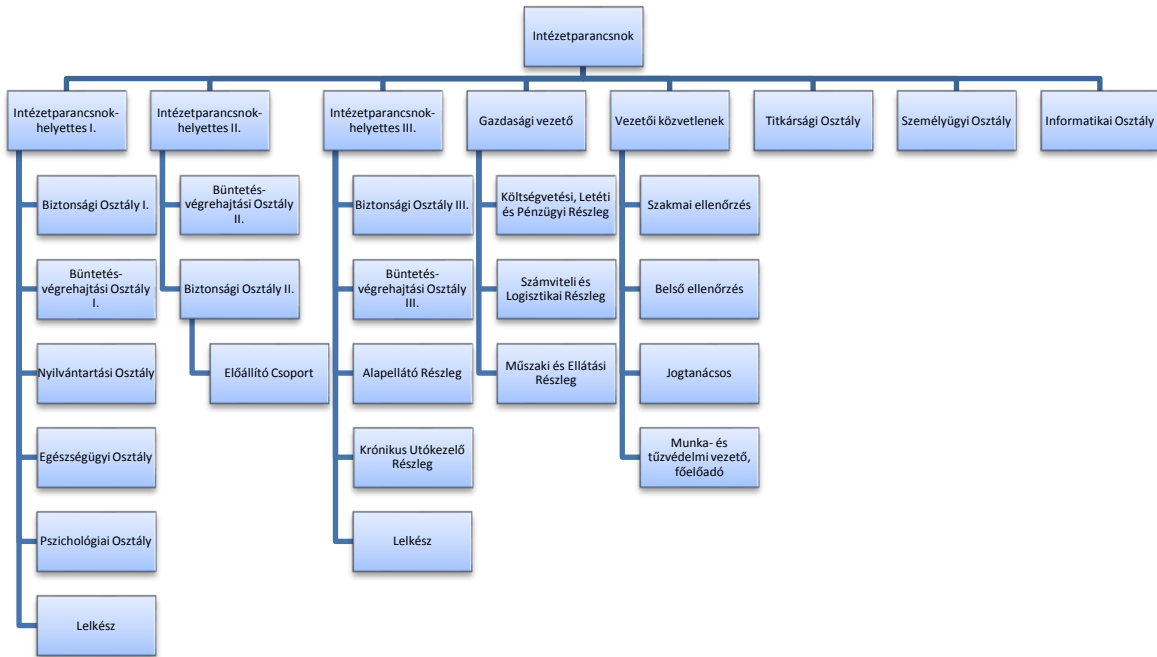 Intézetparancsnok
Intézetparancsnok-
helyettes I.
Intézetparancsnok-
helyettes II.
Intézetparancsnok-
helyettes III.
Gazdasági vezető
Vezetői közvetlenek
Titkársági Osztály
Személyügyi Osztály
Informatikai Osztály
Biztonsági Osztály I.
Büntetés-
végrehajtási Osztály
I.
Nyilvántartási Osztály
Egészségügyi Osztály
Pszichológiai Osztály
Lelkész
Büntetés-
végrehajtási Osztály
II.
Biztonsági Osztály II.
Előállító Csoport
Biztonsági Osztály III.
Büntetés-
végrehajtási Osztály
III.
Alapellátó Részleg
Krónikus Utókezelő
Részleg
Lelkész
Költségvetési, Letéti
és Pénzügyi Részleg
Számviteli és
Logisztikai Részleg
Műszaki és Ellátási
Részleg
Szakmai ellenőrzés
Belső ellenőrzés
Jogtanácsos
Munka- és
tűzvédelmi vezető,
főelőadó